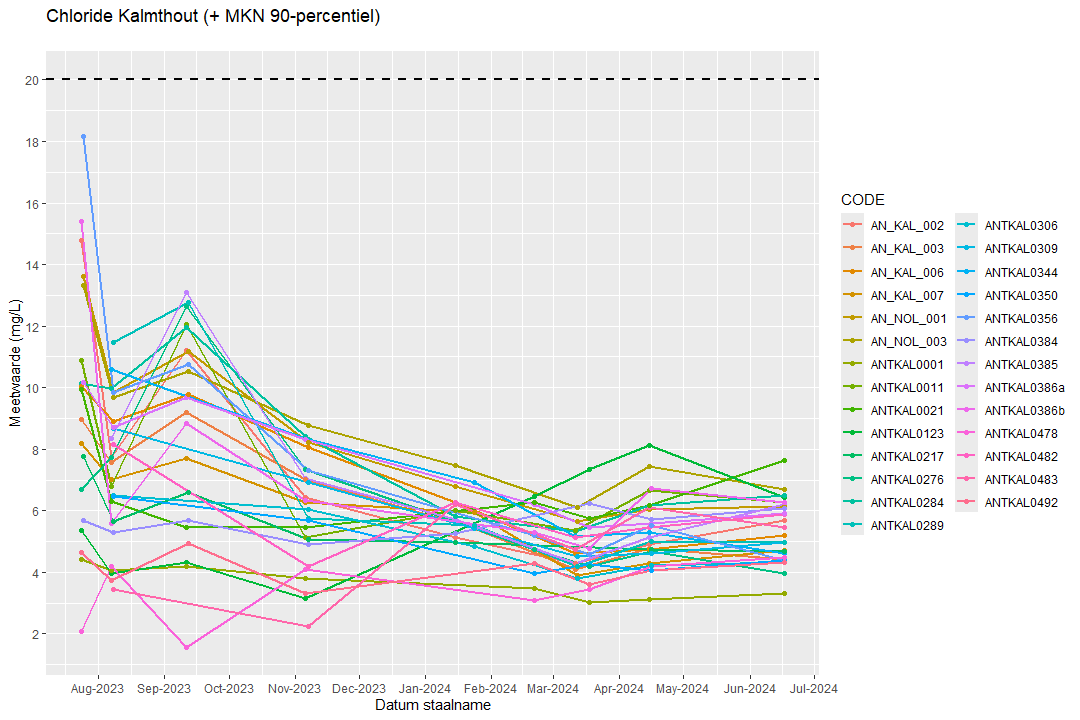 Chloride Kalmthout (+ MKN 90-percentiel)
Meetwaarde (mg/L)
20
18
16
14
12
10
8
6
4
2
Aug-2023 Sep-2023 Oct-2023 Nov-2023 Dec-2023 Jan-2024 Feb-2024 Mar-2024 Apr-2024 May-2024 Jun-2024 Jul-2024
Datum staalname
CODE
AN_KAL_002
AN_KAL_003
AN_KAL_006
AN_KAL_007
AN_NOL_001
AN_NOL_003
ANTKAL0001
ANTKAL0011
ANTKAL0021
ANTKAL0123
ANTKAL0217
ANTKAL0276
ANTKAL0284
ANTKAL0289
ANTKAL0306
ANTKAL0309
ANTKAL0344
ANTKAL0350
ANTKAL0356
ANTKAL0384
ANTKAL0385
ANTKAL0386a
ANTKAL0386b
ANTKAL0478
ANTKAL0482
ANTKAL0483
ANTKAL0492